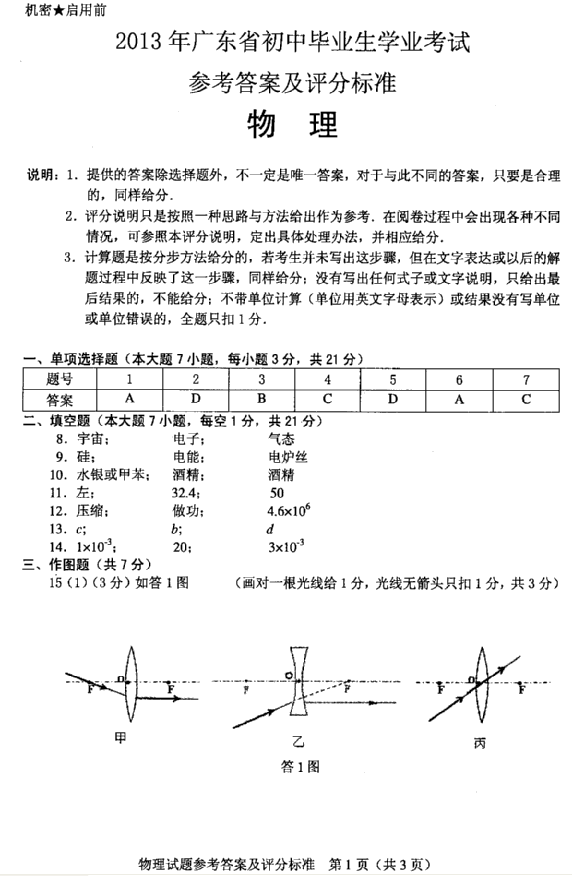 机密★启用前
2013 年广东省初中毕业生学业考试
参考答案及评分标准
物 理
说明：1．提供的答案除选择题外，不一定是唯一答案，对于与此不同的答案，只要是合理
的，同样给分．
2．评分说明只是按照一种思路与方法给出作为参考．在阅卷过程中会出现各种不同
情况，可参照本评分说明，定出具体处理办法，并相应给分．
3．计算题是按分步方法给分的，若考生并未写出这步骤，但在文字表达或以后的解
题过程中反映了这一步骤，同样给分；没有写出任何式子或文字说明，只给出最
后结果的，不能给分；不带单位计算（单位用英文字母表示）或结果没有写单位
或单位错误的，全题只扣 1 分．
一、单项选择题（本大题 7 小题，每小题 3 分，共 21 分）
题号 1 2 3 4 5 6 7
答案 A D B C D A C
二、填空题（本大题 7 小题，每空 1 分，共 21 分）
8．宇宙； 电子； 气态
9．硅； 电能； 电炉丝
10．水银或甲苯； 酒精； 酒精
11．左； 32.4； 50
12．压缩； 做功； 4.6×10⁶
13．c； b； d
14．1×10⁻³； 20； 3×10⁻³
三、作图题（共 7 分）
15（1）（3 分）如答 1 图 （画对一根光线给 1 分，光线无箭头只扣 1 分，共 3 分）
F O F F O F F O F
甲 乙 丙
答 1 图
物理试题参考答案及评分标准 第 1 页（共 3 页）